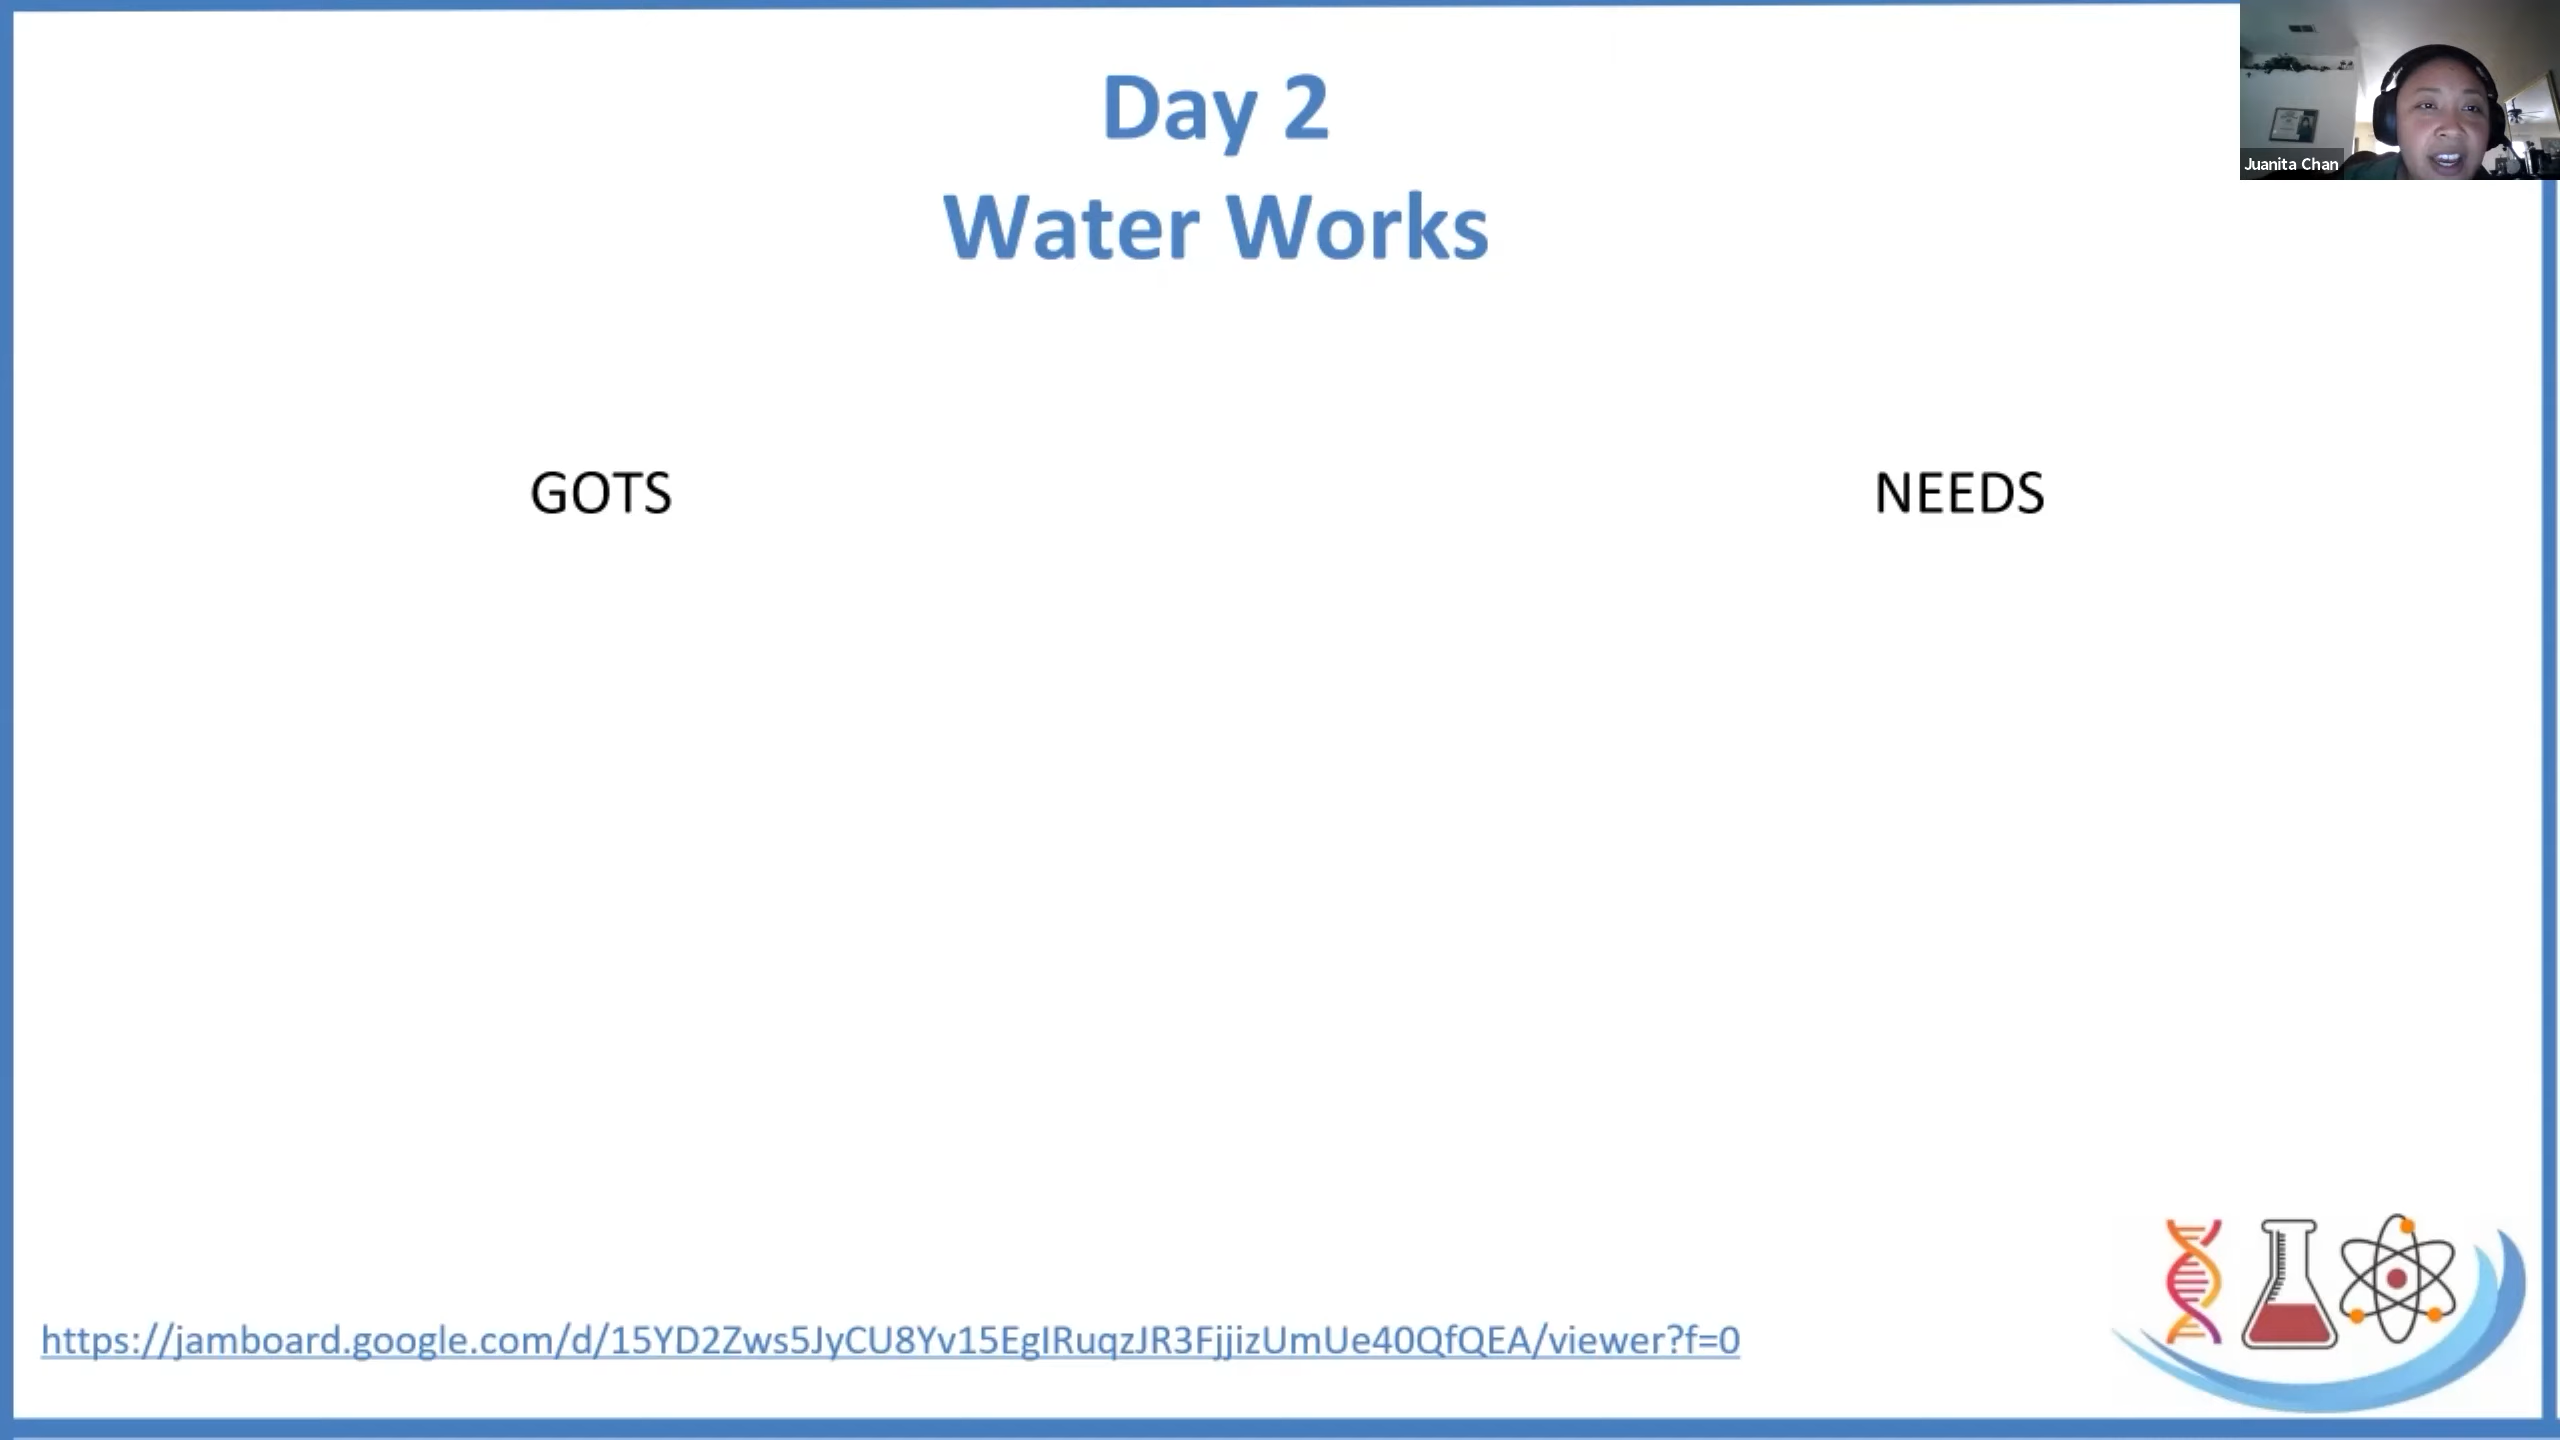 Day 2
Water Works
Juanita Chan
GOTS
NEEDS
https://jamboard.google.com/d/15YD2Zws5JyCU8Yv15EgIRuqzJR3FjjizUmUe40QfQEA/viewer?f=0